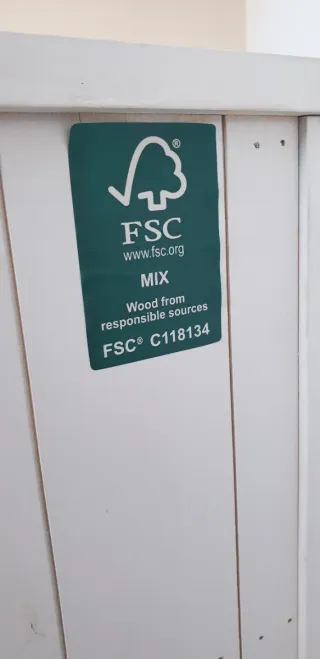 ®
FSC
www.fsc.org
MIX
Wood from
responsible sources
FSC® C118134